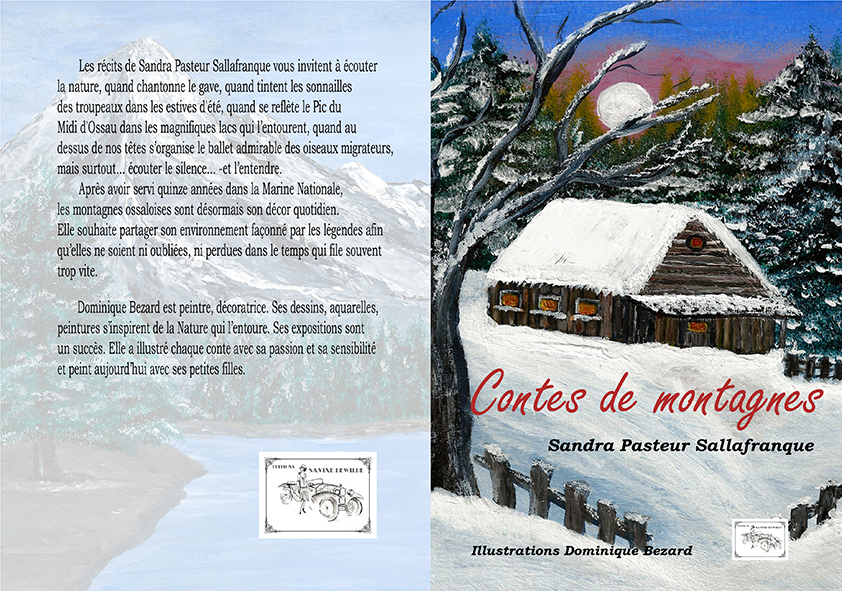 Les récits de Sandra Pasteur Sallafranque vous invitent à écouter
la nature, quand chantonne le gave, quand tintent les sonnailles
des troupeaux dans les estives d'été, quand se reflète le Pic du
Midi d'Ossau dans les magnifiques lacs qui l'entourent, quand au
dessus de nos têtes s'organise le ballet admirable des oiseaux migrateurs,
mais surtout... écouter le silence... -et l'entendre.
Après avoir servi quinze années dans la Marine Nationale,
les montagnes ossaloises sont désormais son décor quotidien.
Elle souhaite partager son environnement façonné par les légendes afin
qu'elles ne soient ni oubliées, ni perdues dans le temps qui file souvent
trop vite.
Dominique Bezard est peintre, décoratrice. Ses dessins, aquarelles,
peintures s'inspirent de la Nature qui l'entoure. Ses expositions sont
un succès. Elle a illustré chaque conte avec sa passion et sa sensibilité
et peint aujourd'hui avec ses petites filles.
EDITIONS SAVINE DEWILDE
Contes de montagnes
Sandra Pasteur Sallafranque
Illustrations Dominique Bezard
EDITIONS SAVINE DEWILDE